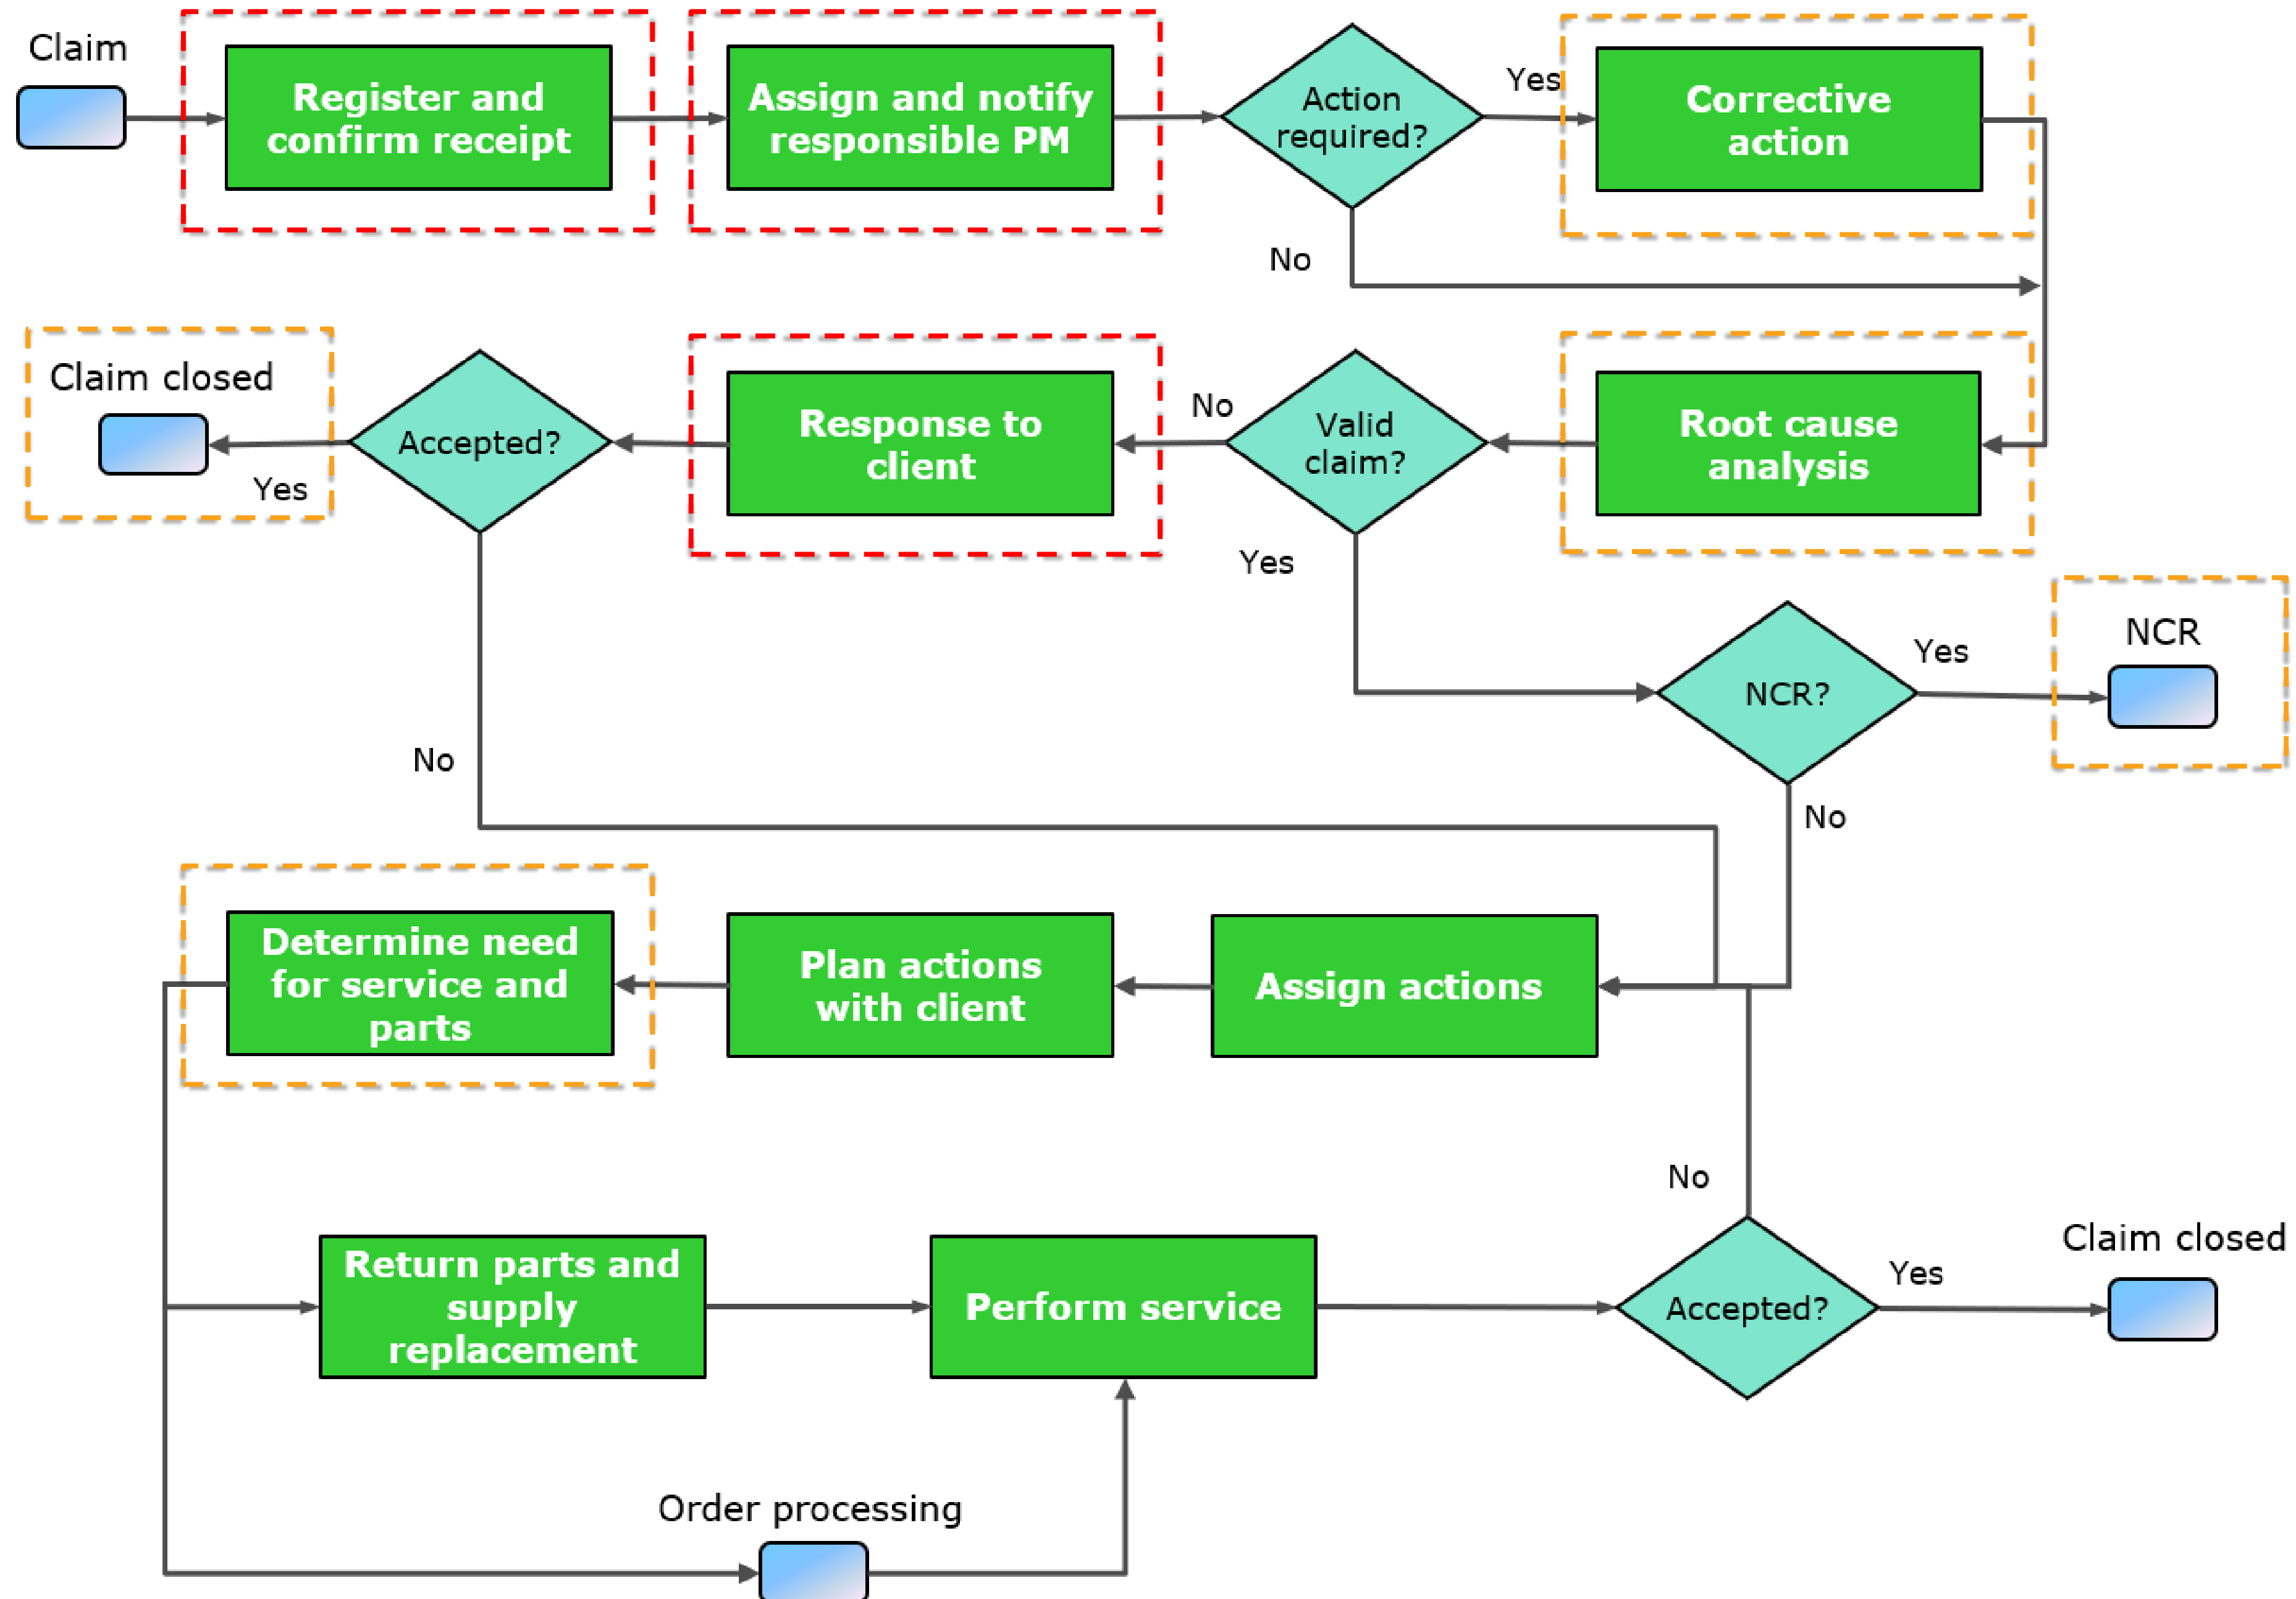 Claim
Register and
confirm receipt
Assign and notify
responsible PM
Action
required?
Yes
Corrective
action
No
Claim closed
Yes
Accepted?
Response to
client
No
Valid
claim?
Root cause
analysis
Yes
NCR?
Yes
NCR
No
No
Determine need
for service and
parts
Plan actions
with client
Assign actions
No
Return parts and
supply
replacement
Perform service
Accepted?
Yes
Claim closed
Order processing